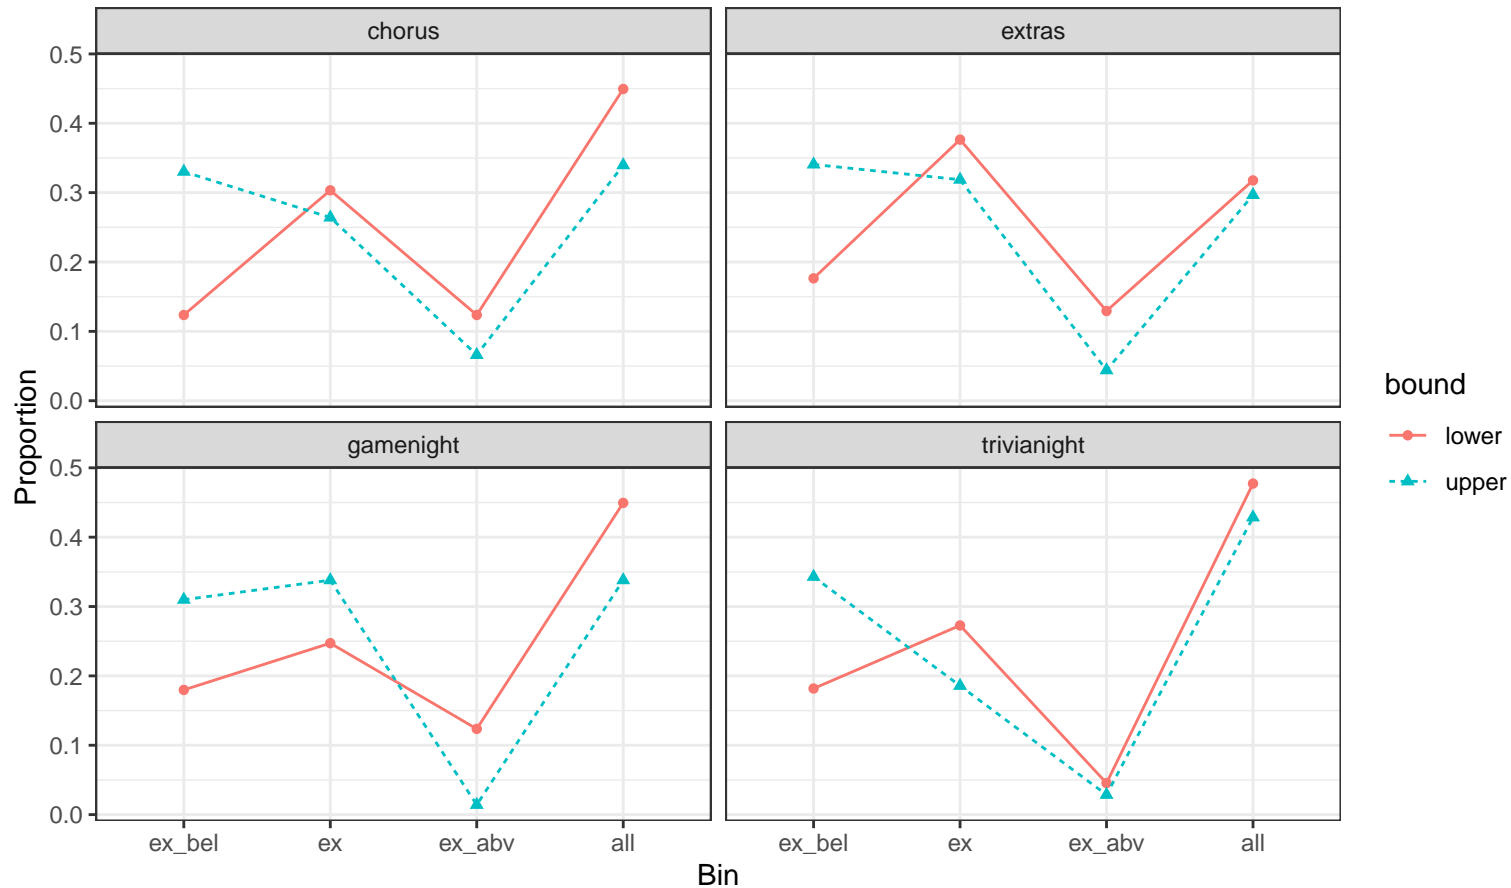 chorus
extras
0.5
0.4
0.3
0.2
0.1
0.0
gamenight
trivianight
0.5
0.4
0.3
0.2
0.1
0.0
ex_bel
ex
ex_abv
all
ex_bel
ex
ex_abv
all
Bin
Proportion
bound
lower
upper